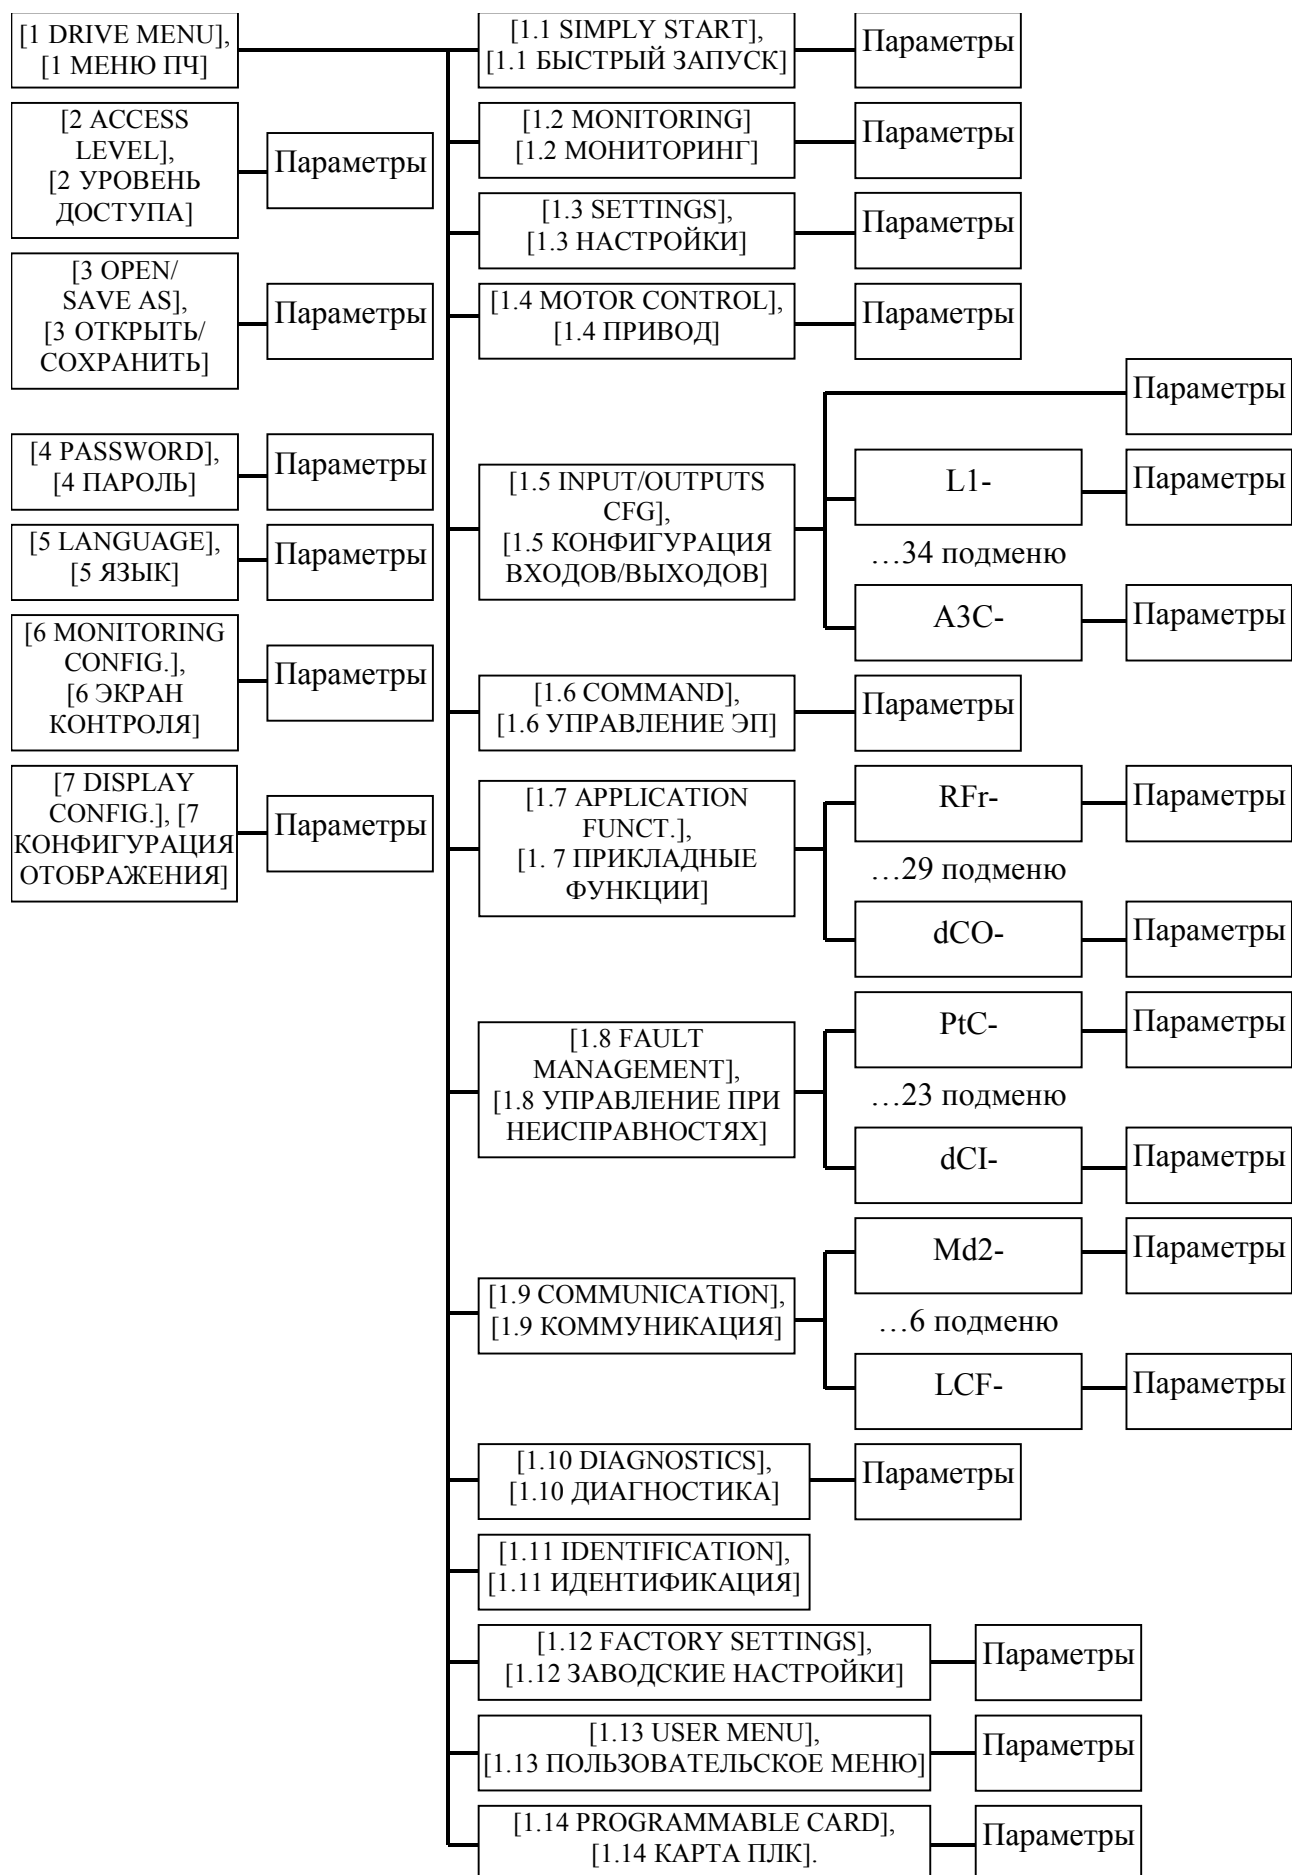 [1 DRIVE MENU],
[1 МЕНЮ ПЧ]
[2 ACCESS
LEVEL],
[2 УРОВЕНЬ
ДОСТУПА]
Параметры
[3 OPEN/
SAVE AS],
[3 ОТКРЫТЬ/
СОХРАНИТЬ]
Параметры
[4 PASSWORD],
[4 ПАРОЛЬ]
Параметры
[5 LANGUAGE],
[5 ЯЗЫК]
Параметры
[6 MONITORING
CONFIG.],
[6 ЭКРАН
КОНТРОЛЯ]
Параметры
[7 DISPLAY
CONFIG.], [7
КОНФИГУРАЦИЯ
ОТОБРАЖЕНИЯ]
Параметры
[1.1 SIMPLY START],
[1.1 БЫСТРЫЙ ЗАПУСК]
Параметры
[1.2 MONITORING]
[1.2 МОНИТОРИНГ]
Параметры
[1.3 SETTINGS],
[1.3 НАСТРОЙКИ]
Параметры
[1.4 MOTOR CONTROL],
[1.4 ПРИВОД]
Параметры
[1.5 INPUT/OUTPUTS
CFG],
[1.5 КОНФИГУРАЦИЯ
ВХОДОВ/ВЫХОДОВ]
Параметры
L1-
Параметры
…34 подменю
A3C-
Параметры
[1.6 COMMAND],
[1.6 УПРАВЛЕНИЕ ЭП]
Параметры
[1.7 APPLICATION
FUNCT.],
[1. 7 ПРИКЛАДНЫЕ
ФУНКЦИИ]
RFr-
Параметры
…29 подменю
dCO-
Параметры
[1.8 FAULT
MANAGEMENT],
[1.8 УПРАВЛЕНИЕ ПРИ
НЕИСПРАВНОСТЯХ]
PtC-
Параметры
…23 подменю
dCI-
Параметры
[1.9 COMMUNICATION],
[1.9 КОММУНИКАЦИЯ]
Md2-
Параметры
…6 подменю
LCF-
Параметры
[1.10 DIAGNOSTICS],
[1.10 ДИАГНОСТИКА]
Параметры
[1.11 IDENTIFICATION],
[1.11 ИДЕНТИФИКАЦИЯ]
[1.12 FACTORY SETTINGS],
[1.12 ЗАВОДСКИЕ НАСТРОЙКИ]
Параметры
[1.13 USER MENU],
[1.13 ПОЛЬЗОВАТЕЛЬСКОЕ МЕНЮ]
Параметры
[1.14 PROGRAMMABLE CARD],
[1.14 КАРТА ПЛК].
Параметры